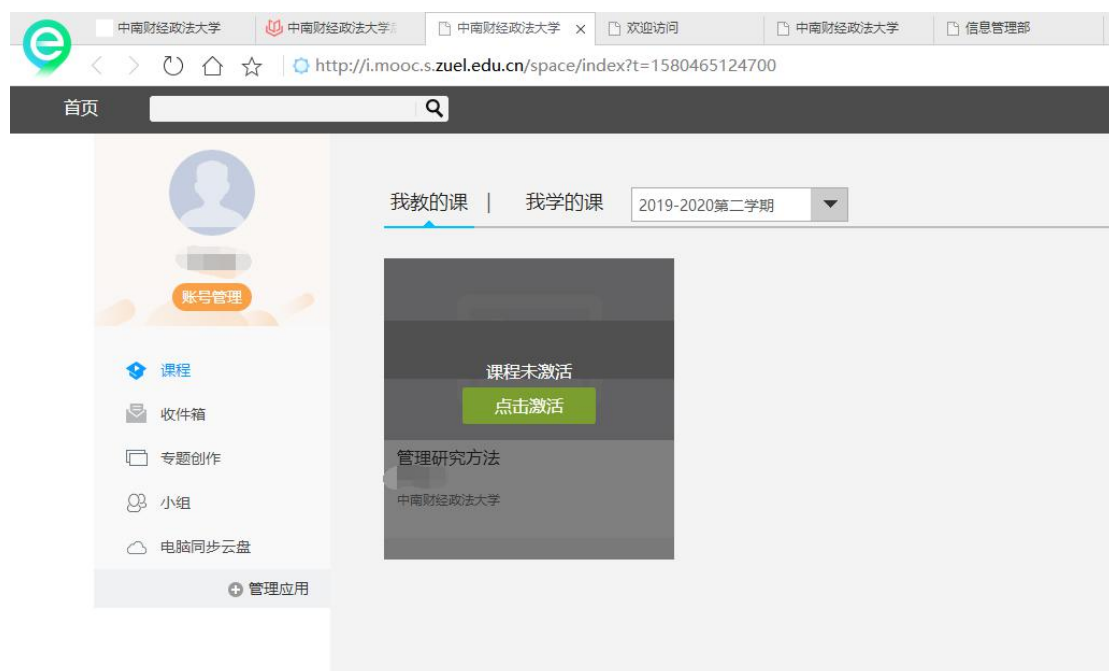 中南财经政法大学 中南财经政法大学 中南财经政法大学 欢迎访问 中南财经政法大学 信息管理部
http://i.mooc.s.zuel.edu.cn/space/index?t=1580465124700
首页
我教的课 | 我学的课 2019-2020第二学期
账号管理
课程
收件箱
专题创作
小组
电脑同步云盘
管理应用
课程未激活
点击激活
管理研究方法
中南财经政法大学